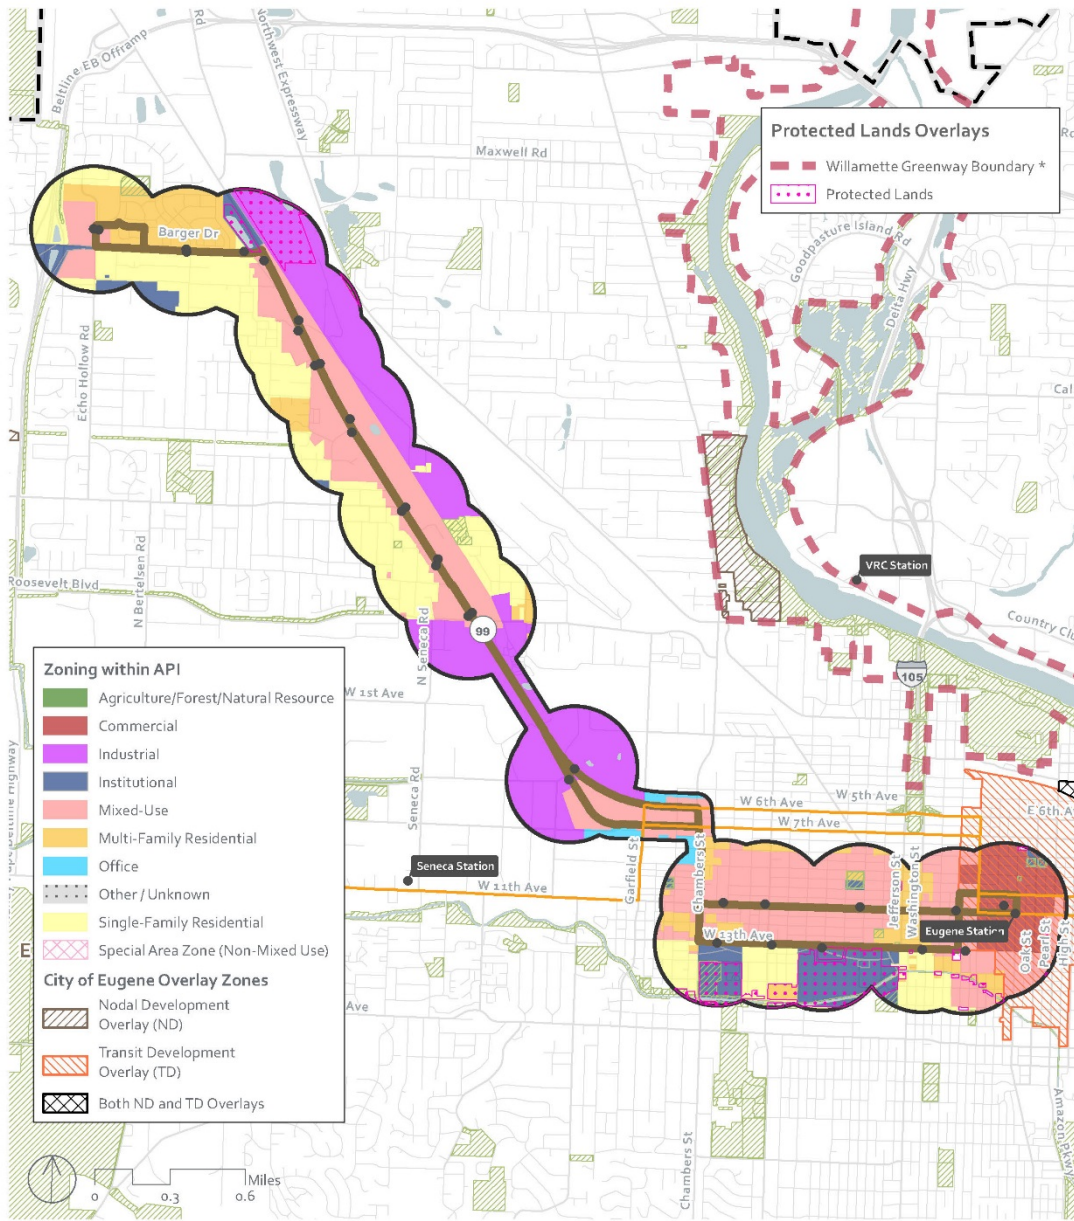 Beltline EB Offramp
Rd
Northwest Expressway
Maxwell Rd
Protected Lands Overlays
Willamette Greenway Boundary *
Protected Lands
Barger Dr
Goodpasture Island Rd
Delta Hwy
Echo Hollow Rd
Cal
N Bertelsen Rd
Roosevelt Blvd
VRC Station
Country Clu
99
N Seneca Rd
105
Zoning within API
Agriculture/Forest/Natural Resource
Commercial
Industrial
Institutional
Mixed-Use
Multi-Family Residential
Office
Other / Unknown
Single-Family Residential
Special Area Zone (Non-Mixed Use)
City of Eugene Overlay Zones
Nodal Development
Overlay (ND)
Transit Development
Overlay (TD)
Both ND and TD Overlays
W 1st Ave
Seneca Rd
W 5th Ave
W 6th Ave
E 6th Av
W 7th Ave
Garfield St
Chambers St
Seneca Station
W 11th Ave
Jefferson St
Washington St
W 13th Ave
Eugene Station
Oak St
Pearl St
High St
Ave
Chambers St
Amazon Pkwy
Miles
0
0.3
0.6